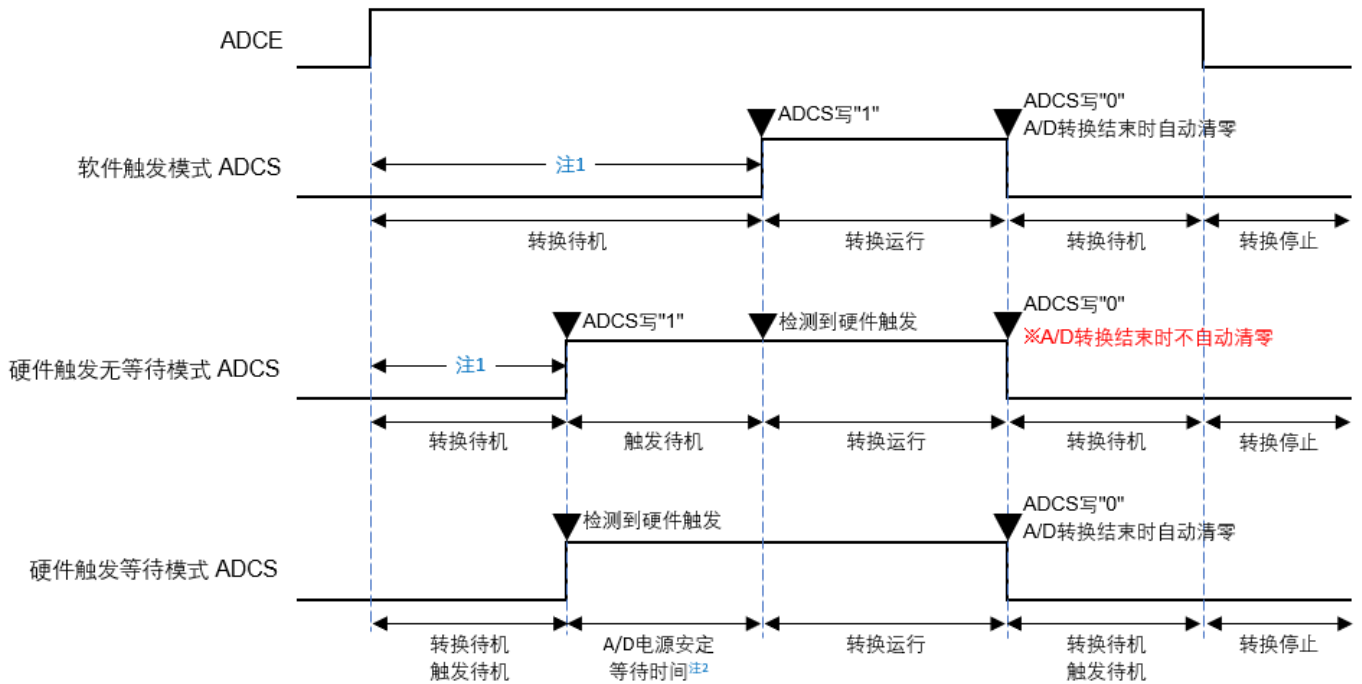 ADCE
ADCS写"1"
ADCS写"0"
A/D转换结束时自动清零
软件触发模式 ADCS
注1
转换待机
转换运行
转换待机
转换停止
ADCS写"1"
检测到硬件触发
ADCS写"0"
※A/D转换结束时不自动清零
硬件触发无等待模式 ADCS
注1
转换待机
触发待机
转换运行
转换待机
转换停止
检测到硬件触发
ADCS写"0"
A/D转换结束时自动清零
硬件触发等待模式 ADCS
转换待机
触发待机
A/D电源安定
等待时间注2
转换运行
转换待机
触发待机
转换停止